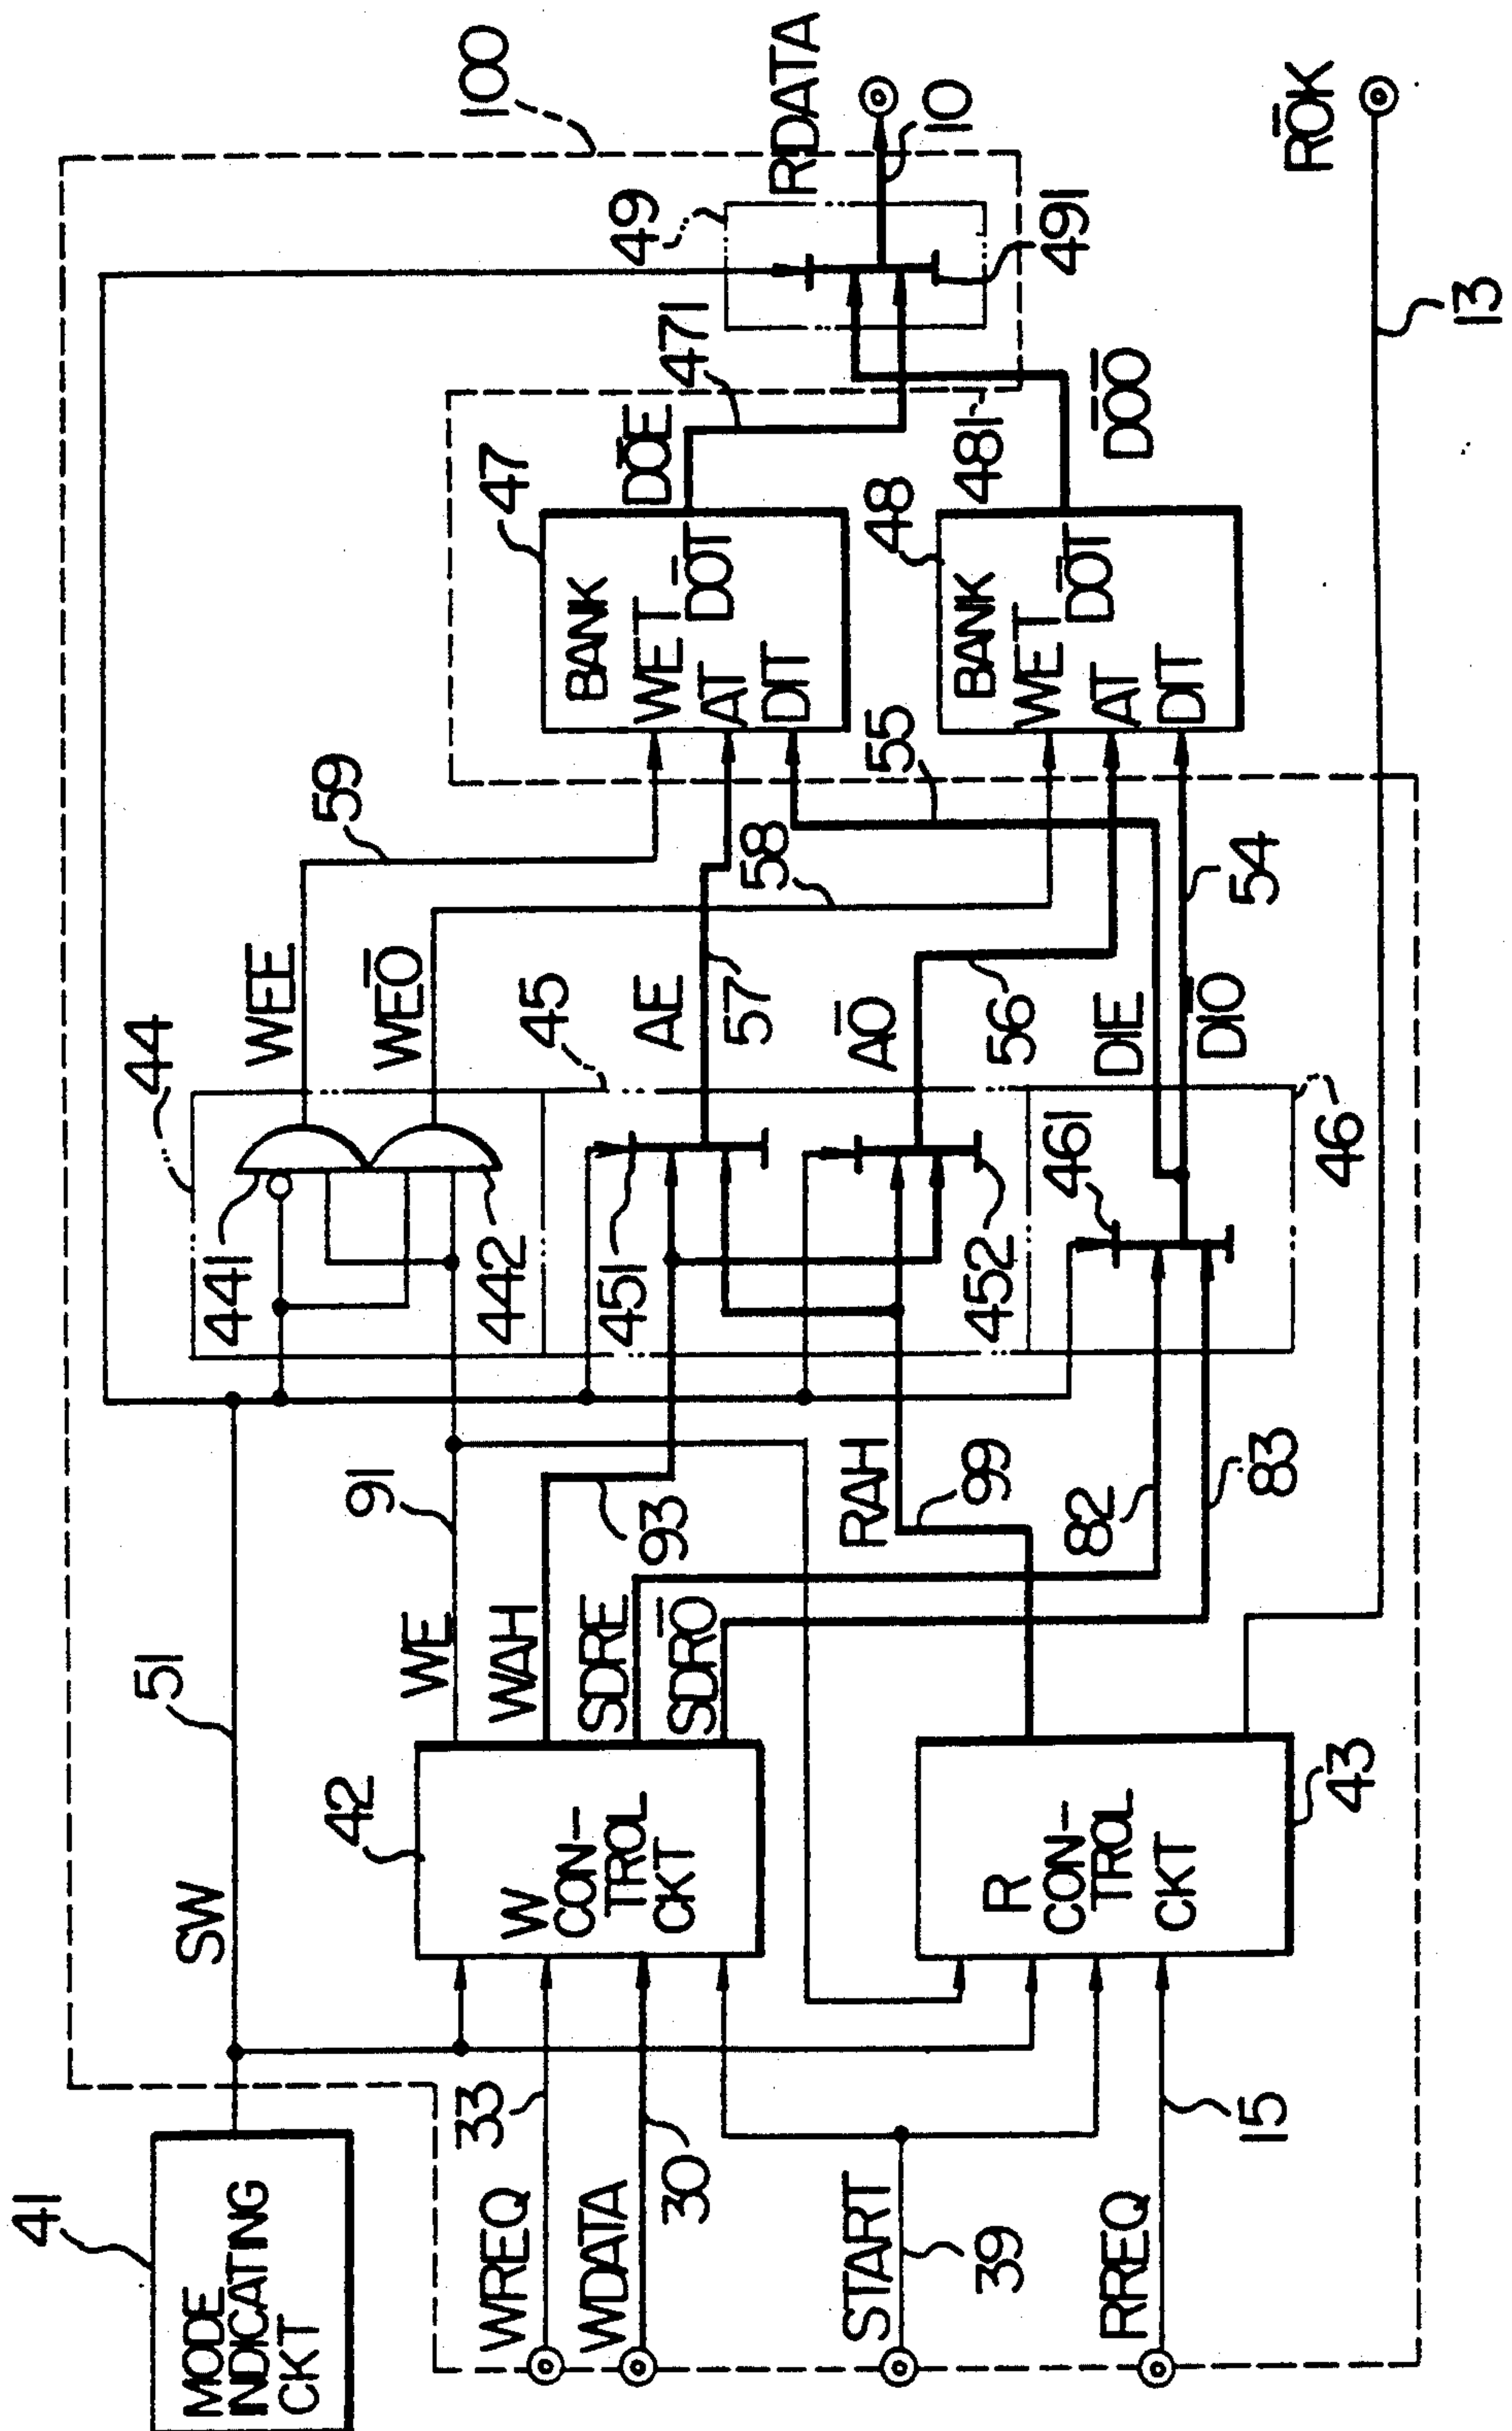 41
MODE
INDICATING
CKT
SW
51
100
WREQ
33
WDATA
30
START
39
RREQ
15
42
W
CON-
TROL
CKT
R
CON-
TROL
CKT
43
WE
91
WAH
93
SDRE
SDRŌ
RAH
99
82
83
44
441
442
45
451
452
46
461
WEE
59
WEŌ
58
AE
57
AŌ
56
DIE
55
DIŌ
54
47
BANK
WET
DŌT
AT
DIT
48
BANK
WET
DŌT
AT
DIT
DŌE
471
481
DŌŌ
49
491
RDATA
10
RŌK
13